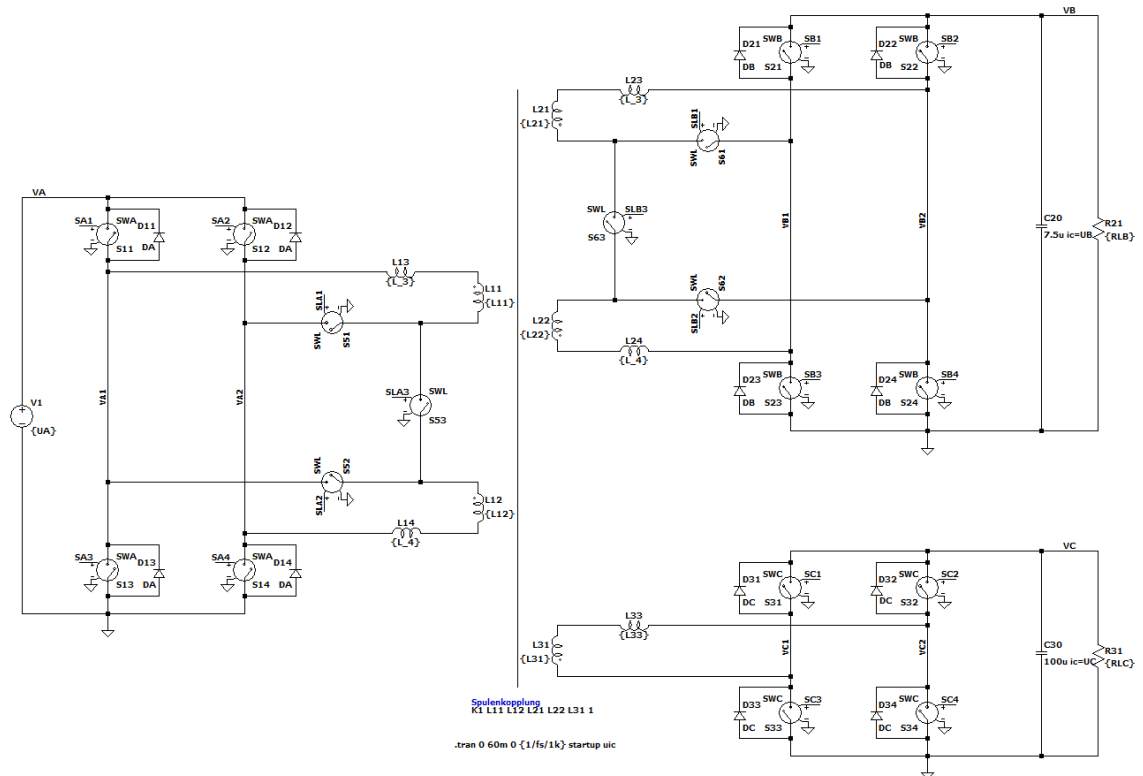 VB
D21
SWB
SB1
DB
S21
D22
SWB
SB2
DB
S22
L23
{L_3}
L21
{L21}
SLB1
SWL
S61
VA
SA1
SWA
D11
S11
DA
SA2
SWA
D12
S12
DA
SWL
SLB3
S63
VB1
VB2
C20
7.5u ic=UB
R21
{RLB}
L13
{L_3}
L11
{L11}
SLA1
SWL
S51
SWL
S62
SLB2
L22
{L22}
L24
{L_4}
VA1
VA2
SLA3
SWL
S53
D23
SWB
SB3
DB
S23
D24
SWB
SB4
DB
S24
V1
{UA}
SWL
S52
SLA2
L12
{L12}
L14
{L_4}
SA3
SWA
D13
S13
DA
SA4
SWA
D14
S14
DA
VC
D31
SWC
SC1
DC
S31
D32
SWC
SC2
DC
S32
L33
{L33}
L31
{L31}
VC1
VC2
C30
100u ic=UC
R31
{RLC}
D33
SWC
SC3
DC
S33
D34
SWC
SC4
DC
S34
Spulenkopplung
K1 L11 L12 L21 L22 L31 1
.tran 0 60m 0 {1/fs/1k} startup uic